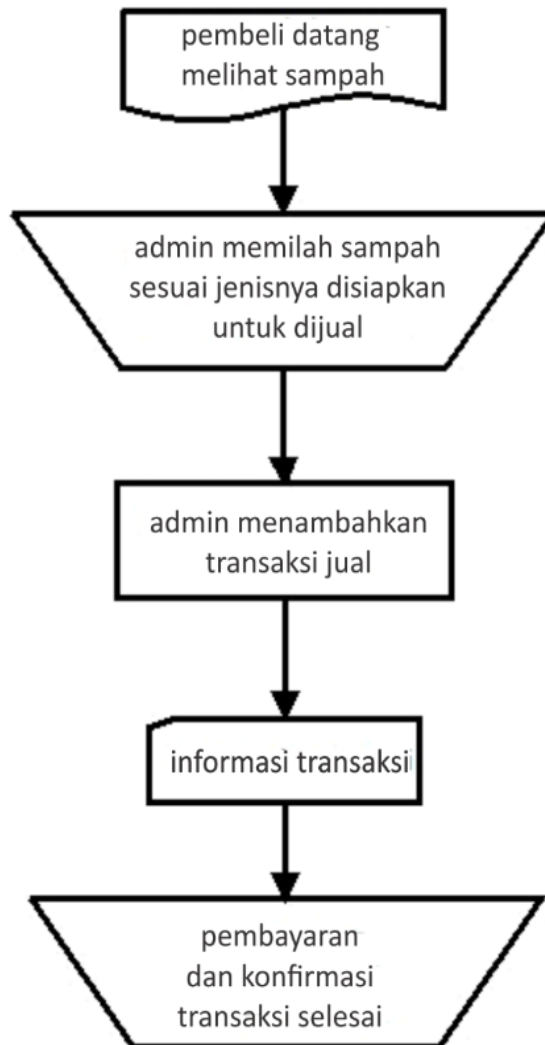 pembeli datang
melihat sampah
admin memilah sampah
sesuai jenisnya disiapkan
untuk dijual
admin menambahkan
transaksi jual
informasi transaksi
pembayaran
dan konfirmasi
transaksi selesai